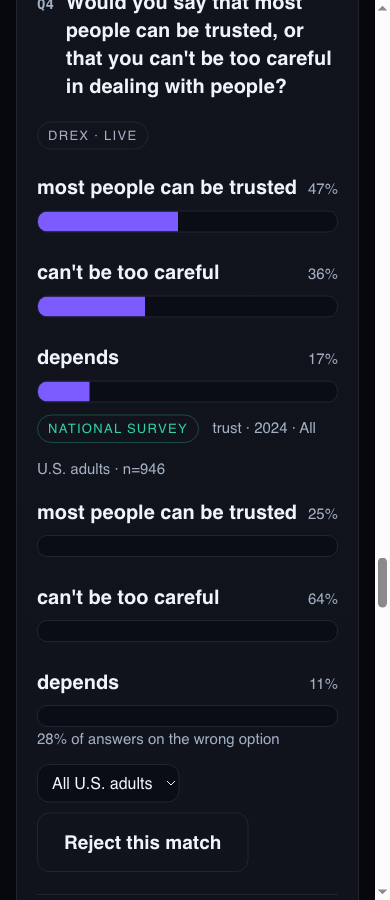 Q4 Would you say that most
people can be trusted, or
that you can't be too careful
in dealing with people?
DREX · LIVE
most people can be trusted 47%
can't be too careful 36%
depends 17%
NATIONAL SURVEY trust · 2024 · All
U.S. adults · n=946
most people can be trusted 25%
can't be too careful 64%
depends 11%
28% of answers on the wrong option
All U.S. adults
Reject this match